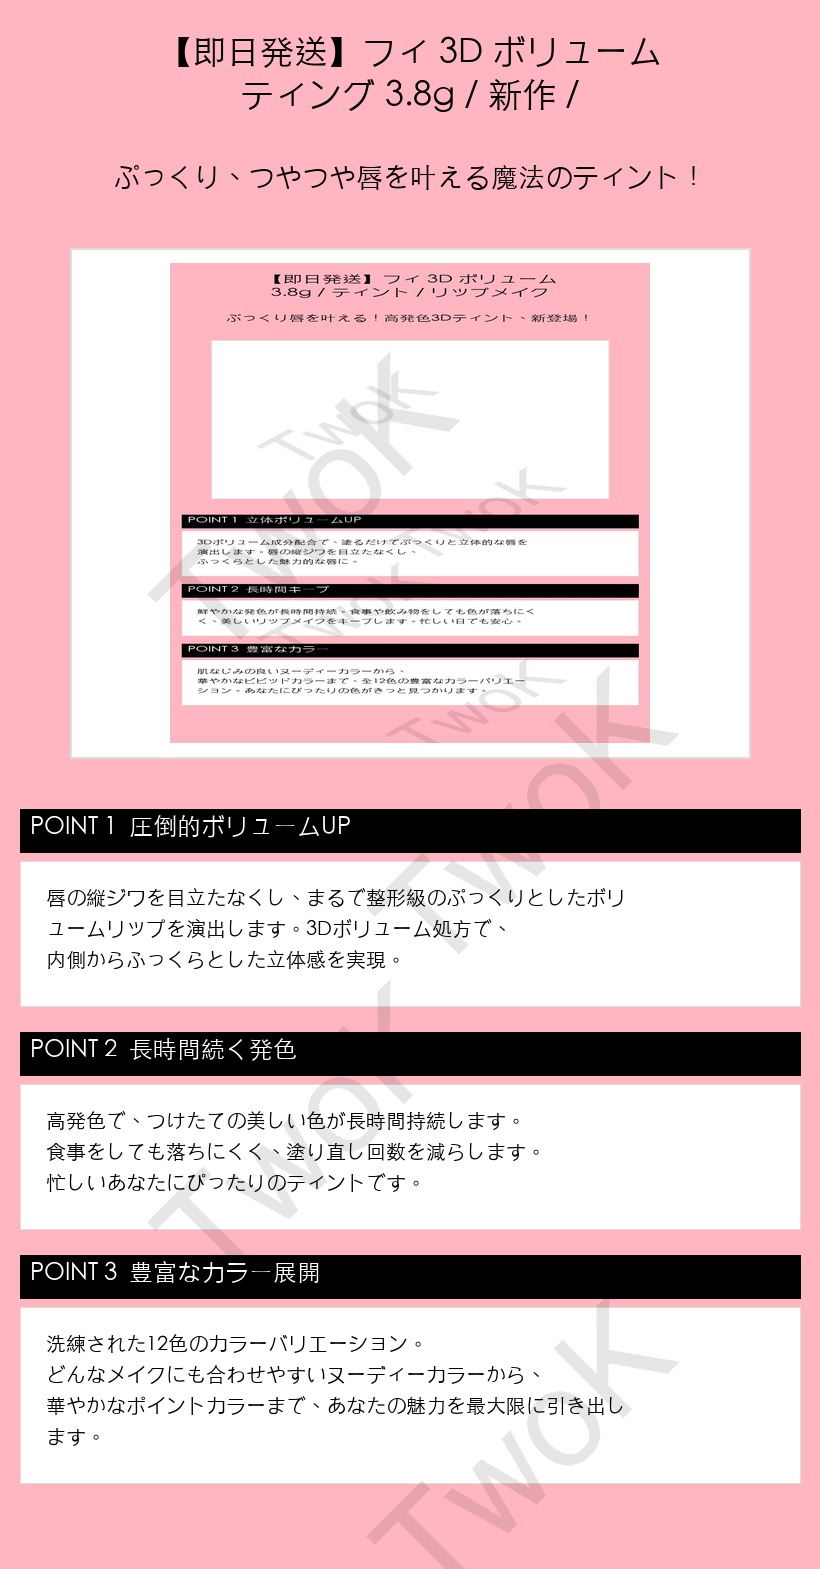 【即日発送】フィ 3D ボリューム
ティング 3.8g / 新作 /
ぷっくり、つやつや唇を叶える魔法のティント！
【即日発送】フィ 3D ボリューム
3.8g / ティント / リップメイク
ぷっくり唇を叶える！高発色3Dティント、新登場！
POINT 1 立体ボリュームUP
3Dボリューム成分配合で、塗るだけでぷっくりと立体的な唇を
演出します。唇の縦ジワを目立たなくし、
ふっくらとした魅力的な唇に。
POINT 2 長時間キープ
鮮やかな発色が長時間持続。食事や飲み物をしても色が落ちにく
く、美しいリップメイクをキープします。忙しい日でも安心。
POINT 3 豊富なカラー
肌なじみの良いヌーディーカラーから、
華やかなビビッドカラーまで、全12色の豊富なカラーバリエー
ション。あなたにぴったりの色がきっと見つかります。
TwoK
TwoK
TwoK
TwoK
TwoK
POINT 1 圧倒的ボリュームUP
唇の縦ジワを目立たなくし、まるで整形級のぷっくりとしたボリ
ュームリップを演出します。3Dボリューム処方で、
内側からふっくらとした立体感を実現。
TwoK
POINT 2 長時間続く発色
高発色で、つけたての美しい色が長時間持続します。
食事をしても落ちにくく、塗り直し回数を減らします。
忙しいあなたにぴったりのティントです。
TwoK
POINT 3 豊富なカラー展開
洗練された12色のカラーバリエーション。
どんなメイクにも合わせやすいヌーディーカラーから、
華やかなポイントカラーまで、あなたの魅力を最大限に引き出し
ます。
TwoK